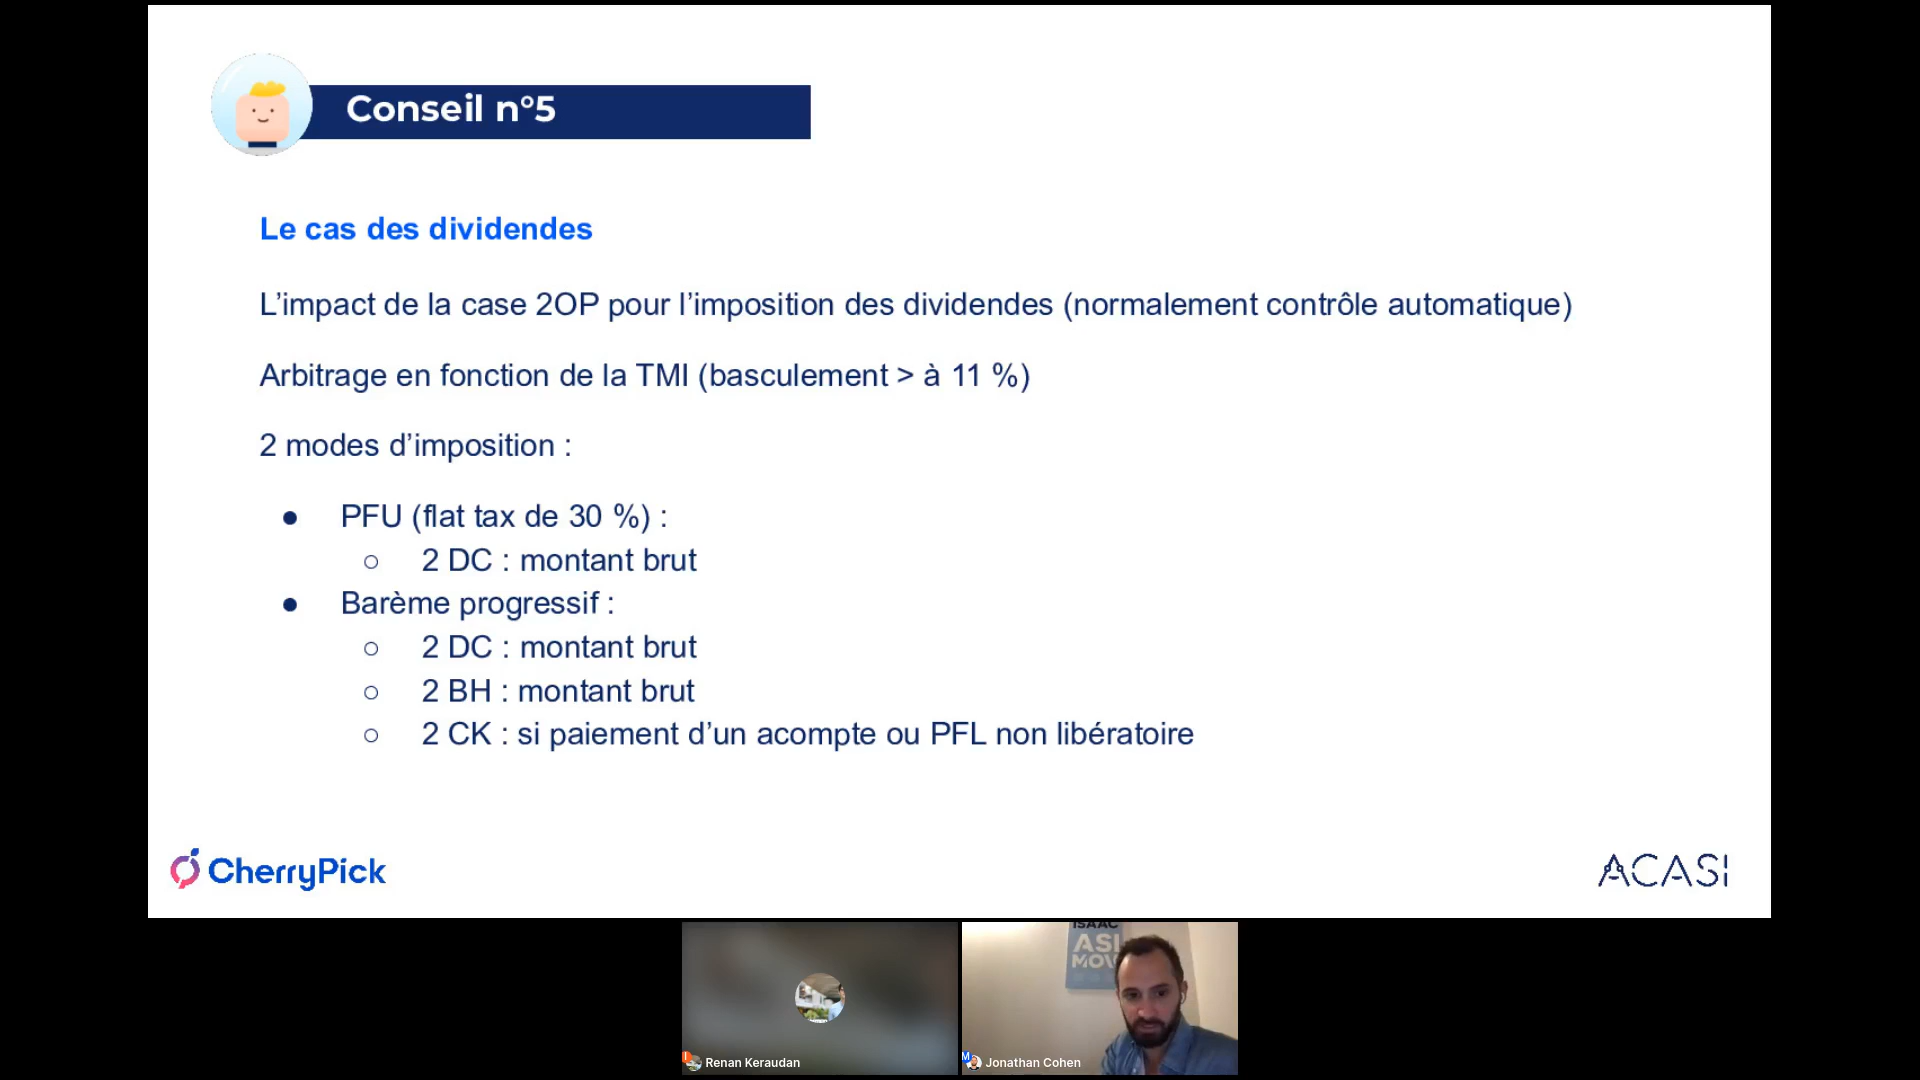 Conseil n°5
Le cas des dividendes
L’impact de la case 2OP pour l’imposition des dividendes (normalement contrôle automatique)
Arbitrage en fonction de la TMI (basculement > à 11 %)
2 modes d’imposition :
● PFU (flat tax de 30 %) :
○ 2 DC : montant brut
● Barème progressif :
○ 2 DC : montant brut
○ 2 BH : montant brut
○ 2 CK : si paiement d’un acompte ou PFL non libératoire
CherryPick
ACASI
ISAAC
ASI
MOV
Renan Keraudan
Jonathan Cohen